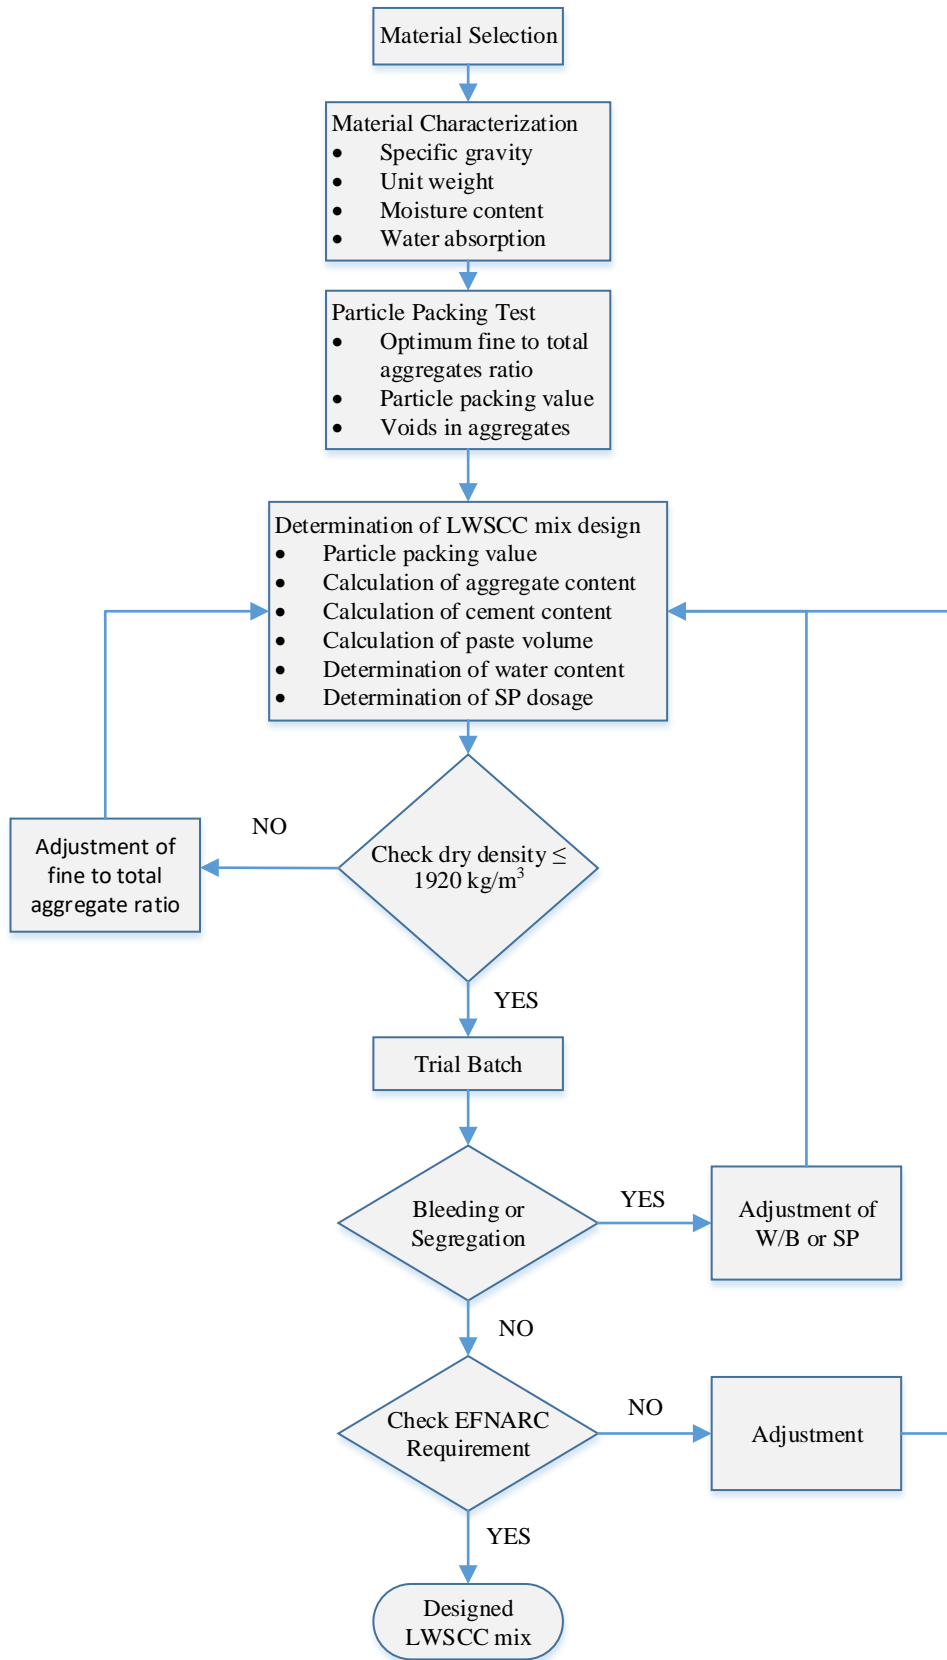 Material Selection
Material Characterization
• Specific gravity
• Unit weight
• Moisture content
• Water absorption
Particle Packing Test
• Optimum fine to total
aggregates ratio
• Particle packing value
• Voids in aggregates
Determination of LWSCC mix design
• Particle packing value
• Calculation of aggregate content
• Calculation of cement content
• Calculation of paste volume
• Determination of water content
• Determination of SP dosage
NO
Adjustment of
fine to total
aggregate ratio
Check dry density ≤
1920 kg/m³
YES
Trial Batch
Bleeding or
Segregation
YES
Adjustment of
W/B or SP
NO
Check EFNARC
Requirement
NO
Adjustment
YES
Designed
LWSCC mix